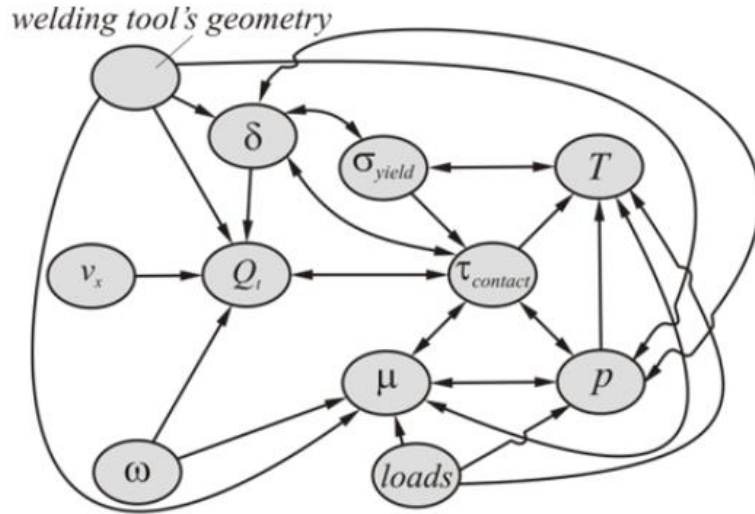 welding tool's geometry
δ
σyield
T
vx
Qt
τcontact
μ
p
ω
loads